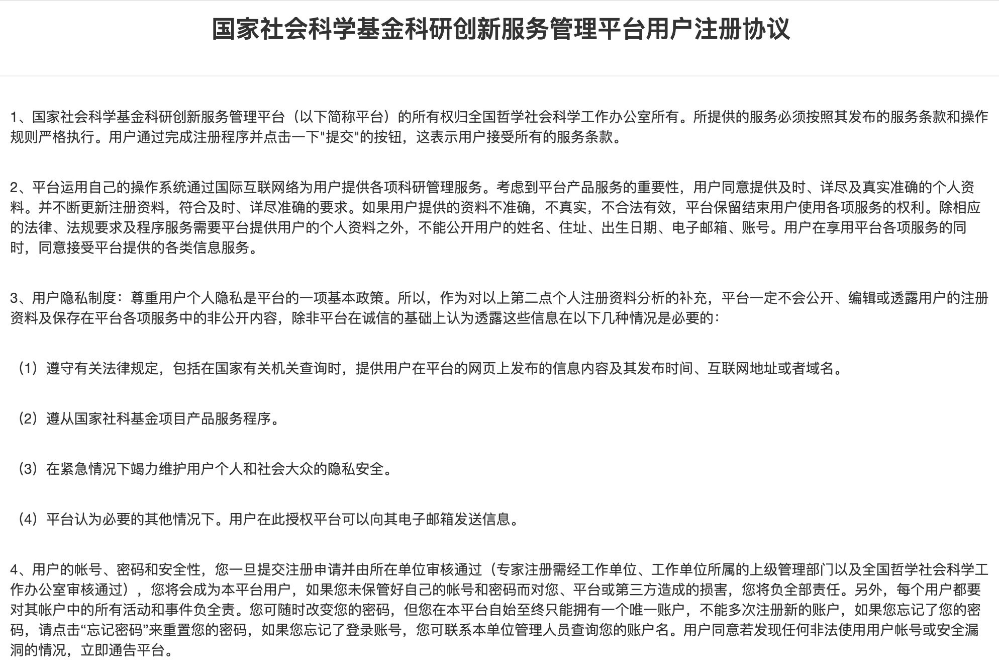 国家社会科学基金科研创新服务管理平台用户注册协议
1、国家社会科学基金科研创新服务管理平台（以下简称平台）的所有权归全国哲学社会科学工作办公室所有。所提供的服务必须按照其发布的服务条款和操作
规则严格执行。用户通过完成注册程序并点击一下"提交"的按钮，这表示用户接受所有的服务条款。
2、平台运用自己的操作系统通过国际互联网络为用户提供各项科研管理服务。考虑到平台产品服务的重要性，用户同意提供及时、详尽及真实准确的个人资
料。并不断更新注册资料，符合及时、详尽准确的要求。如果用户提供的资料不准确，不真实，不合法有效，平台保留结束用户使用各项服务的权利。除相应
的法律、法规要求及程序服务需要平台提供用户的个人资料之外，不能公开用户的姓名、住址、出生日期、电子邮箱、账号。用户在享用平台各项服务的同
时，同意接受平台提供的各类信息服务。
3、用户隐私制度：尊重用户个人隐私是平台的一项基本政策。所以，作为对以上第二点个人注册资料分析的补充，平台一定不会公开、编辑或透露用户的注册
资料及保存在平台各项服务中的非公开内容，除非平台在诚信的基础上认为透露这些信息在以下几种情况是必要的：
（1）遵守有关法律规定，包括在国家有关机关查询时，提供用户在平台的网页上发布的信息内容及其发布时间、互联网地址或者域名。
（2）遵从国家社科基金项目产品服务程序。
（3）在紧急情况下竭力维护用户个人和社会大众的隐私安全。
（4）平台认为必要的其他情况下。用户在此授权平台可以向其电子邮箱发送信息。
4、用户的帐号、密码和安全性，您一旦提交注册申请并由所在单位审核通过（专家注册需经工作单位、工作单位所属的上级管理部门以及全国哲学社会科学工
作办公室审核通过），您将会成为本平台用户，如果您未保管好自己的帐号和密码而对您、平台或第三方造成的损害，您将负全部责任。另外，每个用户都要
对其帐户中的所有活动和事件负全责。您可随时改变您的密码，但您在本平台自始至终只能拥有一个唯一账户，不能多次注册新的账户，如果您忘记了您的密
码，请点击“忘记密码”来重置您的密码，如果您忘记了登录账号，您可联系本单位管理人员查询您的账户名。用户同意若发现任何非法使用用户帐号或安全漏
洞的情况，立即通告平台。